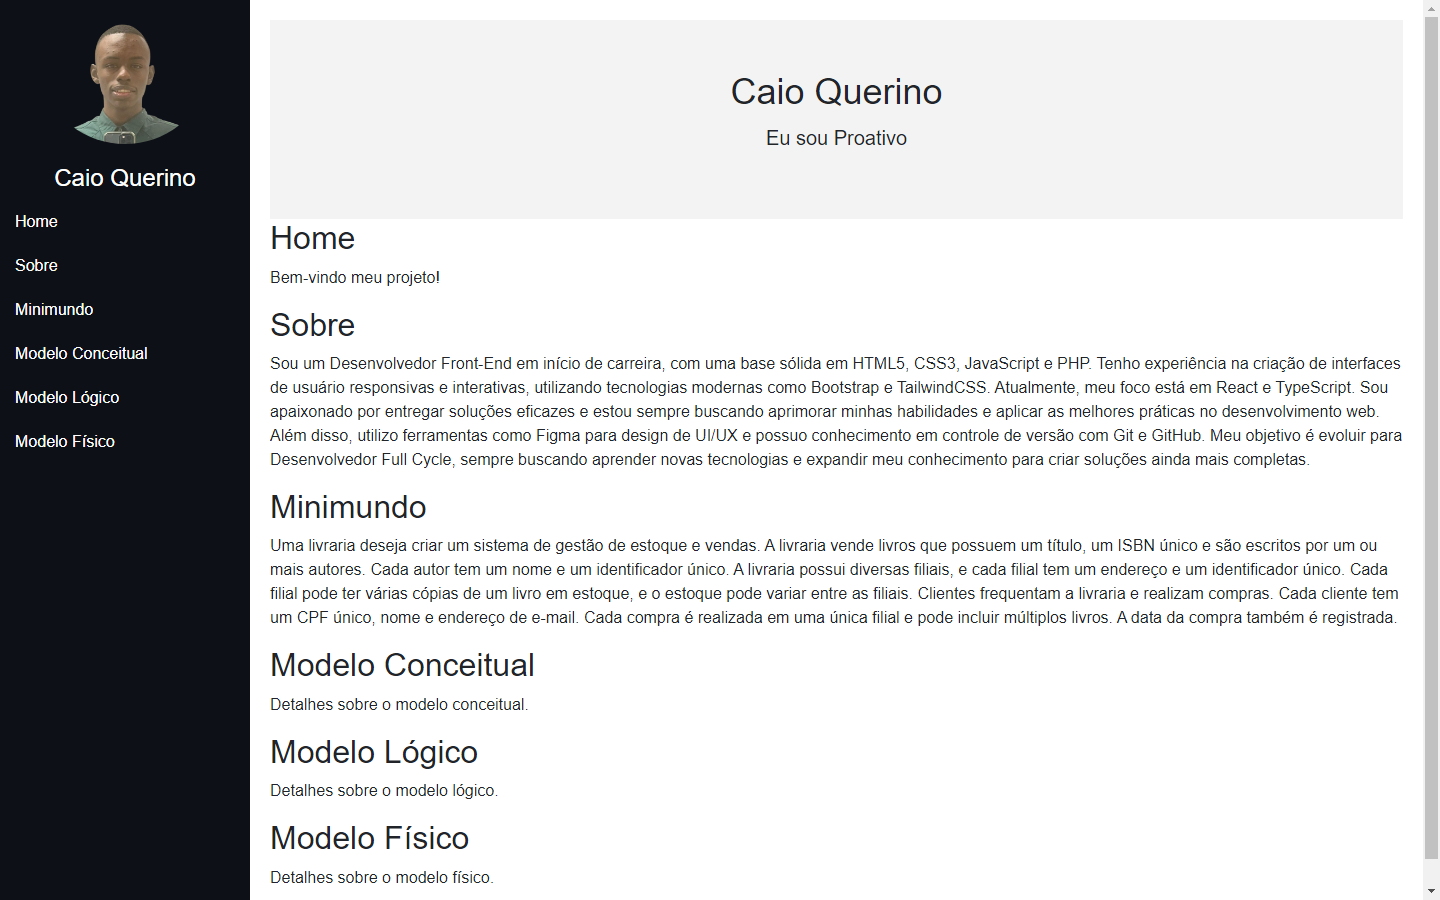 Caio Querino
Home
Sobre
Minimundo
Modelo Conceitual
Modelo Lógico
Modelo Físico
Caio Querino
Eu sou Proativo
Home
Bem-vindo meu projeto!
Sobre
Sou um Desenvolvedor Front-End em início de carreira, com uma base sólida em HTML5, CSS3, JavaScript e PHP. Tenho experiência na criação de interfaces
de usuário responsivas e interativas, utilizando tecnologias modernas como Bootstrap e TailwindCSS. Atualmente, meu foco está em React e TypeScript. Sou
apaixonado por entregar soluções eficazes e estou sempre buscando aprimorar minhas habilidades e aplicar as melhores práticas no desenvolvimento web.
Além disso, utilizo ferramentas como Figma para design de UI/UX e possuo conhecimento em controle de versão com Git e GitHub. Meu objetivo é evoluir para
Desenvolvedor Full Cycle, sempre buscando aprender novas tecnologias e expandir meu conhecimento para criar soluções ainda mais completas.
Minimundo
Uma livraria deseja criar um sistema de gestão de estoque e vendas. A livraria vende livros que possuem um título, um ISBN único e são escritos por um ou
mais autores. Cada autor tem um nome e um identificador único. A livraria possui diversas filiais, e cada filial tem um endereço e um identificador único. Cada
filial pode ter várias cópias de um livro em estoque, e o estoque pode variar entre as filiais. Clientes frequentam a livraria e realizam compras. Cada cliente tem
um CPF único, nome e endereço de e-mail. Cada compra é realizada em uma única filial e pode incluir múltiplos livros. A data da compra também é registrada.
Modelo Conceitual
Detalhes sobre o modelo conceitual.
Modelo Lógico
Detalhes sobre o modelo lógico.
Modelo Físico
Detalhes sobre o modelo físico.